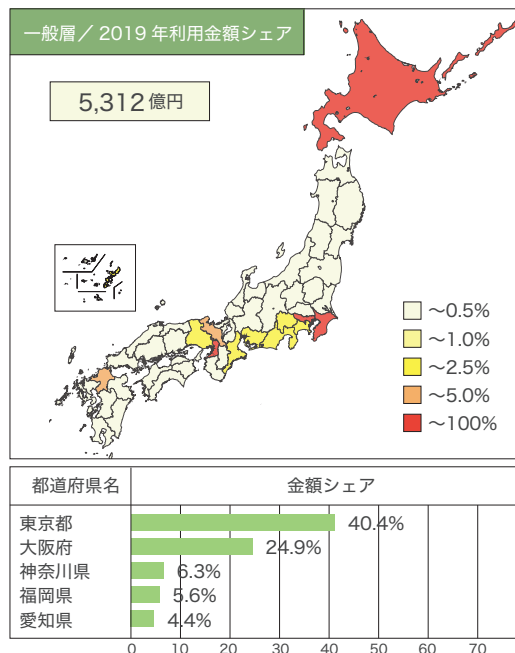 一般層／2019年利用金額シェア
5,312億円
〜0.5%
〜1.0%
〜2.5%
〜5.0%
〜100%
都道府県名 金額シェア
東京都 40.4%
大阪府 24.9%
神奈川県 6.3%
福岡県 5.6%
愛知県 4.4%
0 10 20 30 40 50 60 70